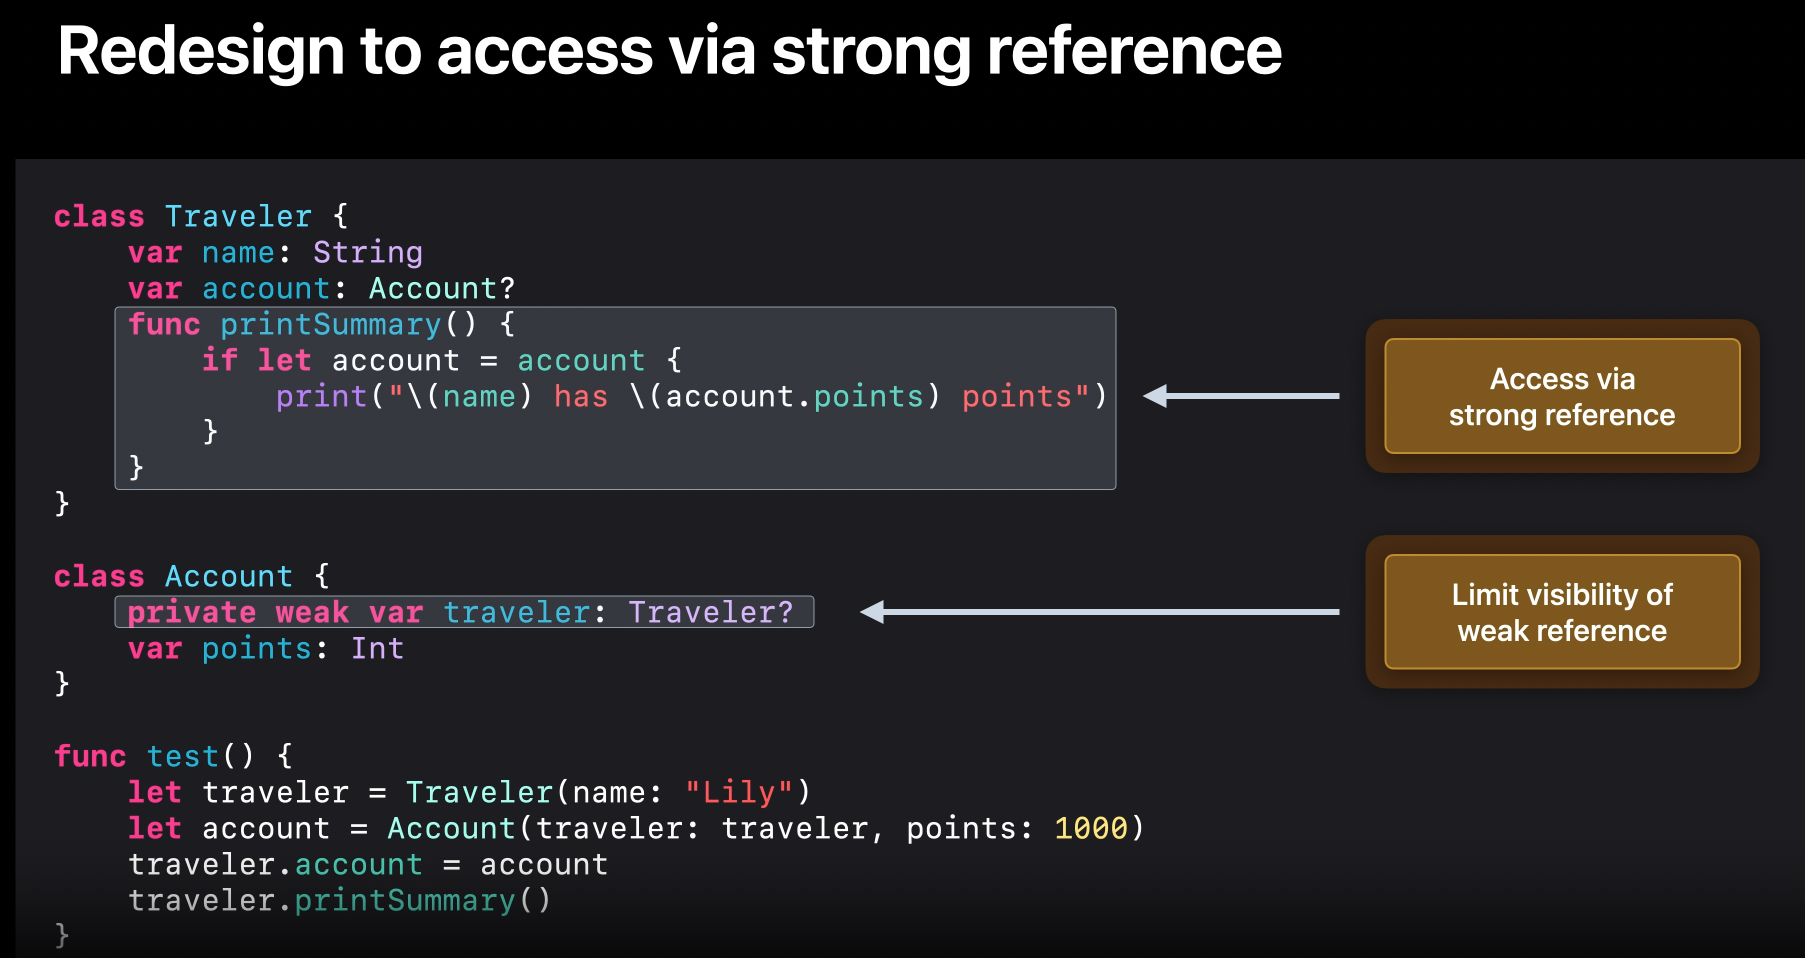 Redesign to access via strong reference
class Traveler {
    var name: String
    var account: Account?
    func printSummary() {
        if let account = account {
            print("\(name) has \(account.points) points")
        }
    }
}
Access via
strong reference
class Account {
    private weak var traveler: Traveler?
    var points: Int
}
Limit visibility of
weak reference
func test() {
    let traveler = Traveler(name: "Lily")
    let account = Account(traveler: traveler, points: 1000)
    traveler.account = account
    traveler.printSummary()
}